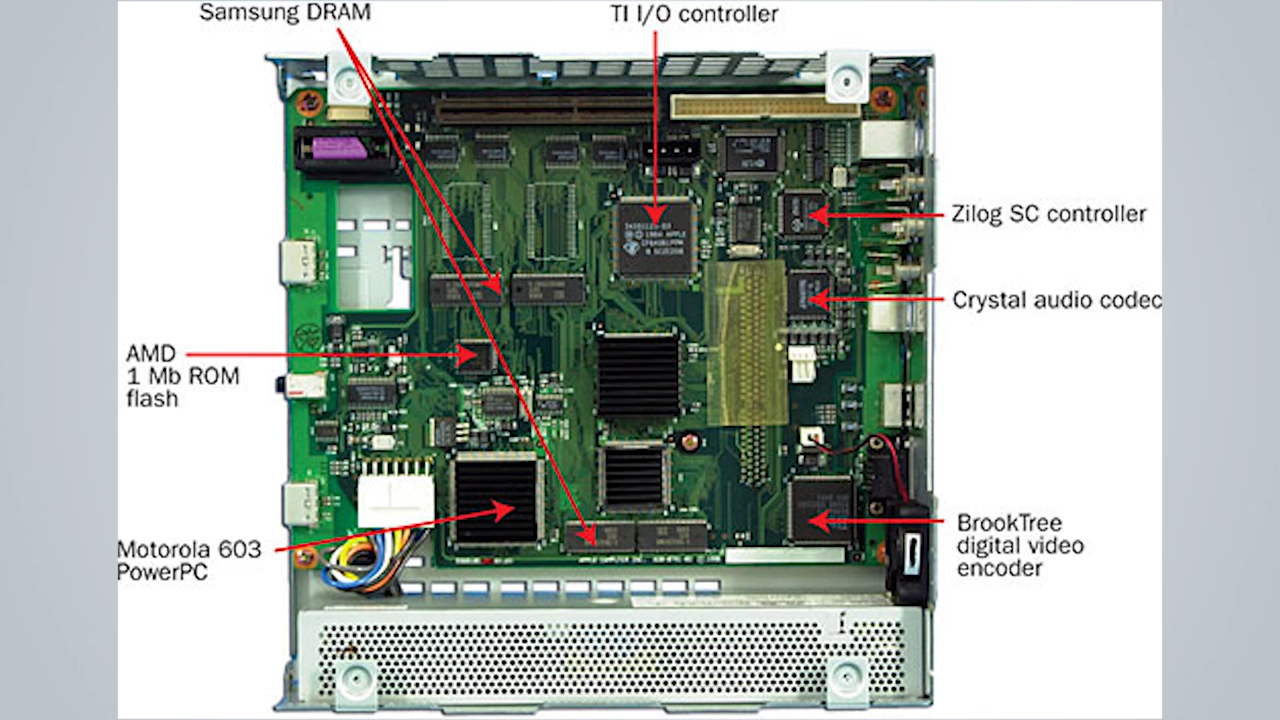 Samsung DRAM
TI I/O controller
Zilog SC controller
Crystal audio codec
AMD
1 Mb ROM
flash
Motorola 603
PowerPC
BrookTree
digital video
encoder